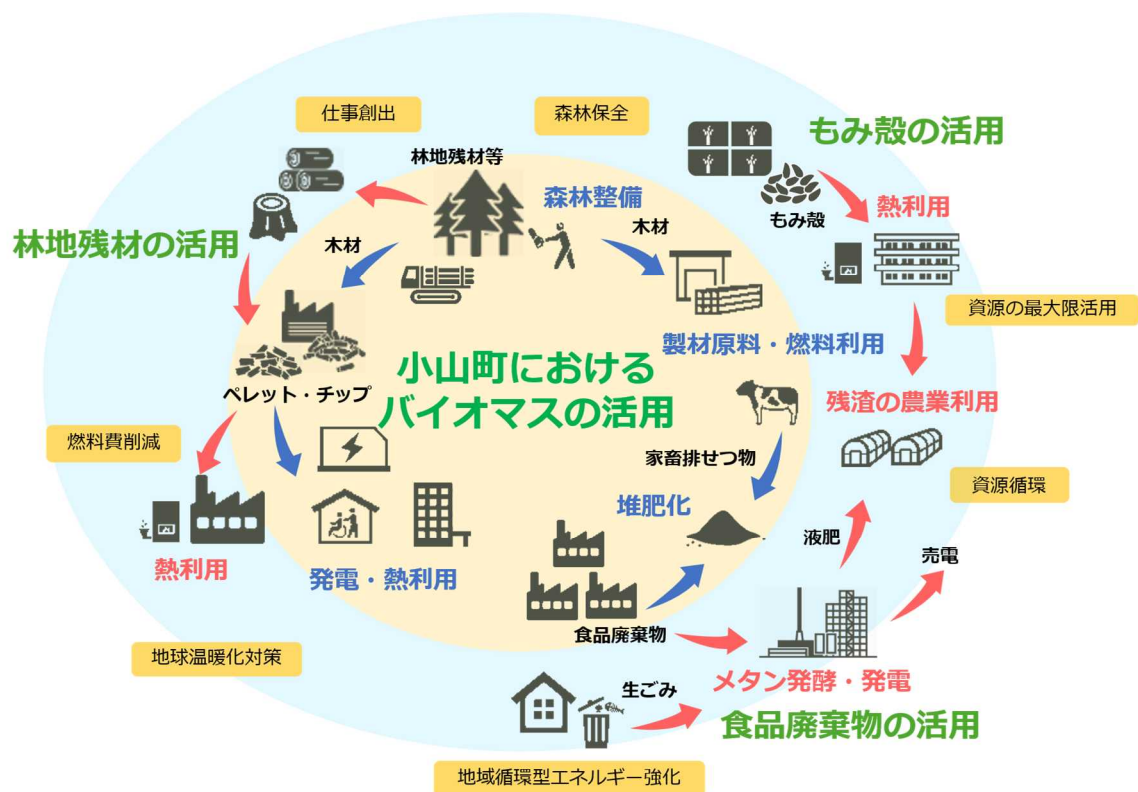 仕事創出
森林保全
もみ殻の活用
林地残材等
森林整備
もみ殻
熱利用
林地残材の活用
木材
木材
資源の最大限活用
製材原料・燃料利用
小山町における
バイオマスの活用
ペレット・チップ
残渣の農業利用
燃料費削減
家畜排せつ物
資源循環
堆肥化
液肥
売電
熱利用
発電・熱利用
食品廃棄物
地球温暖化対策
メタン発酵・発電
生ごみ
食品廃棄物の活用
地域循環型エネルギー強化